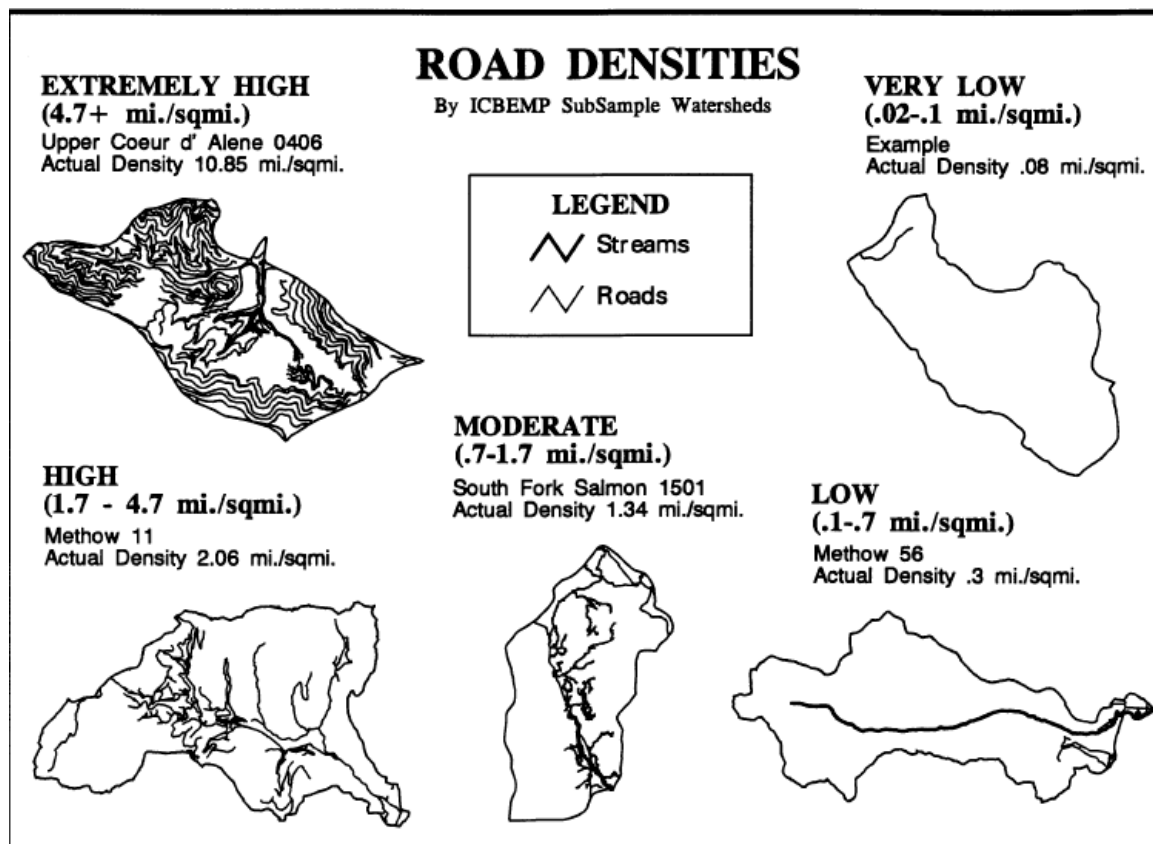 ROAD DENSITIES
By ICBEMP SubSample Watersheds
EXTREMELY HIGH
(4.7+ mi./sqmi.)
Upper Coeur d' Alene 0406
Actual Density 10.85 mi./sqmi.
VERY LOW
(.02-.1 mi./sqmi.)
Example
Actual Density .08 mi./sqmi.
LEGEND
Streams
Roads
HIGH
(1.7 - 4.7 mi./sqmi.)
Methow 11
Actual Density 2.06 mi./sqmi.
MODERATE
(.7-1.7 mi./sqmi.)
South Fork Salmon 1501
Actual Density 1.34 mi./sqmi.
LOW
(.1-.7 mi./sqmi.)
Methow 56
Actual Density .3 mi./sqmi.